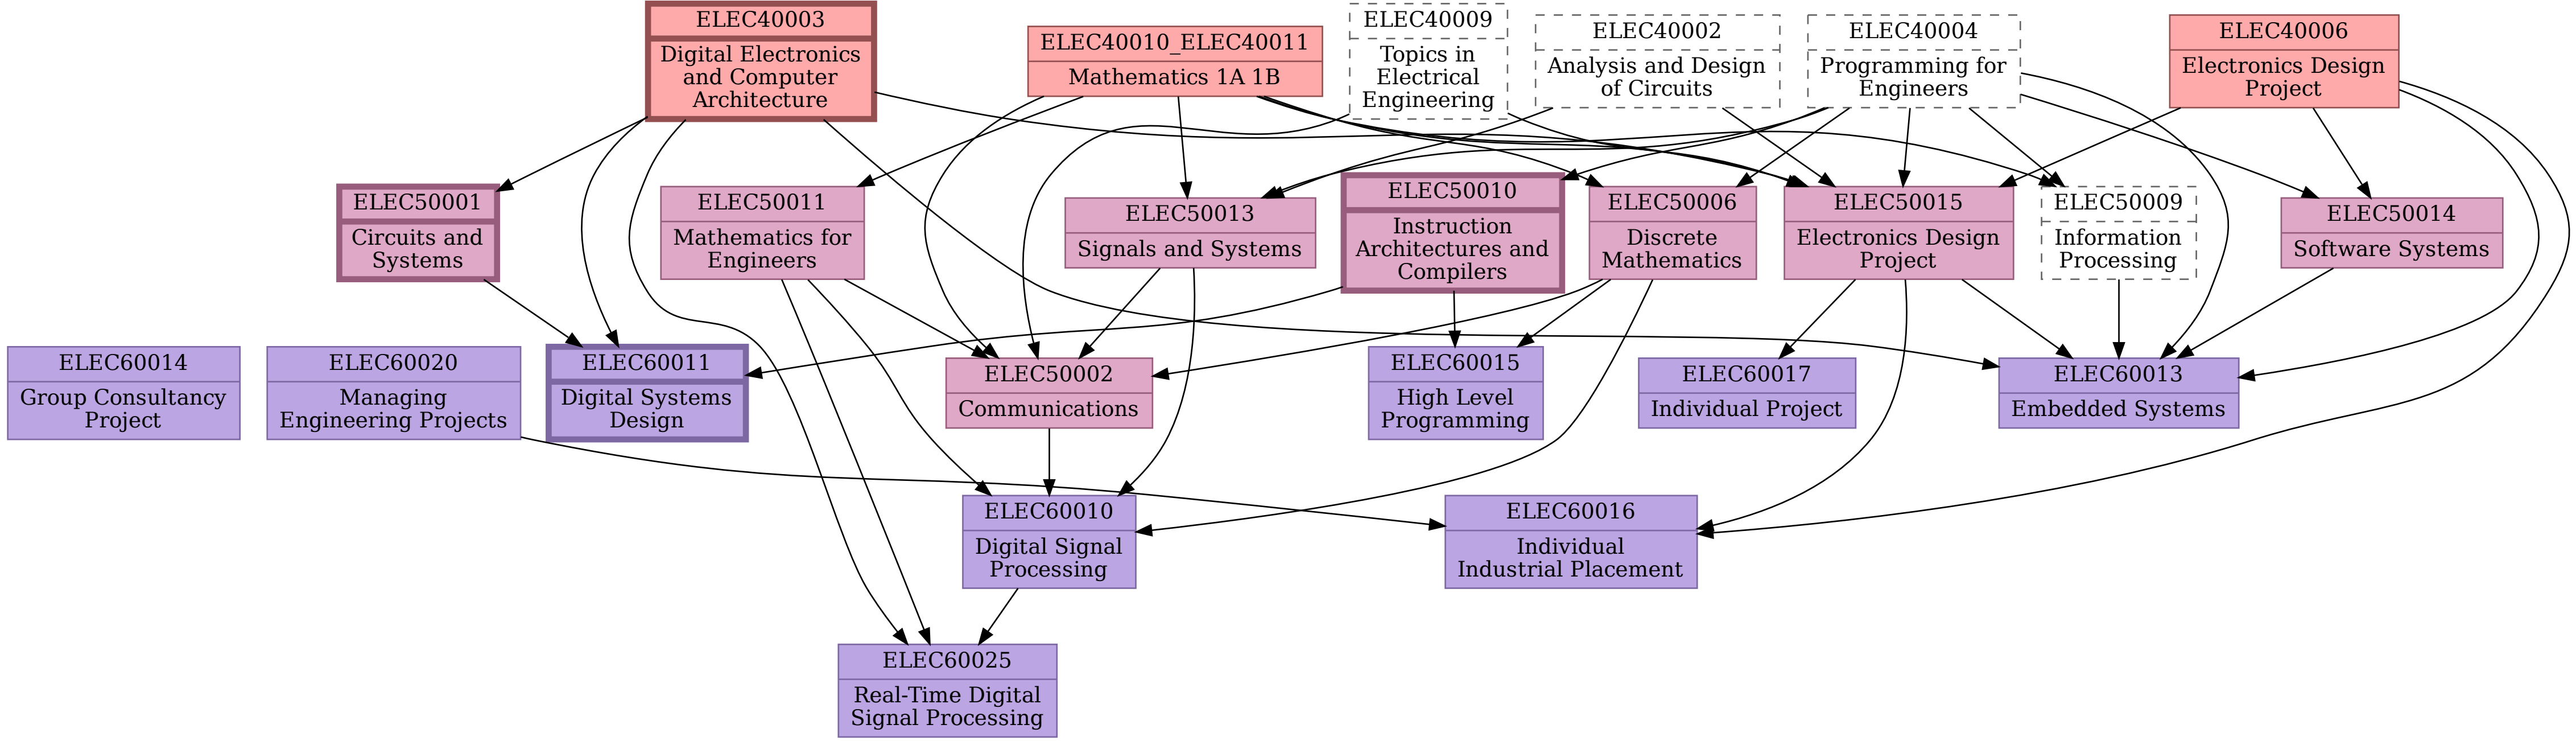 ELEC40003
Digital Electronics
and Computer
Architecture
ELEC40010_ELEC40011
Mathematics 1A 1B
ELEC40009
Topics in
Electrical
Engineering
ELEC40002
Analysis and Design
of Circuits
ELEC40004
Programming for
Engineers
ELEC40006
Electronics Design
Project
ELEC50001
Circuits and
Systems
ELEC50011
Mathematics for
Engineers
ELEC50013
Signals and Systems
ELEC50010
Instruction
Architectures and
Compilers
ELEC50006
Discrete
Mathematics
ELEC50015
Electronics Design
Project
ELEC50009
Information
Processing
ELEC50014
Software Systems
ELEC60014
Group Consultancy
Project
ELEC60020
Managing
Engineering Projects
ELEC60011
Digital Systems
Design
ELEC50002
Communications
ELEC60015
High Level
Programming
ELEC60017
Individual Project
ELEC60013
Embedded Systems
ELEC60010
Digital Signal
Processing
ELEC60016
Individual
Industrial Placement
ELEC60025
Real-Time Digital
Signal Processing